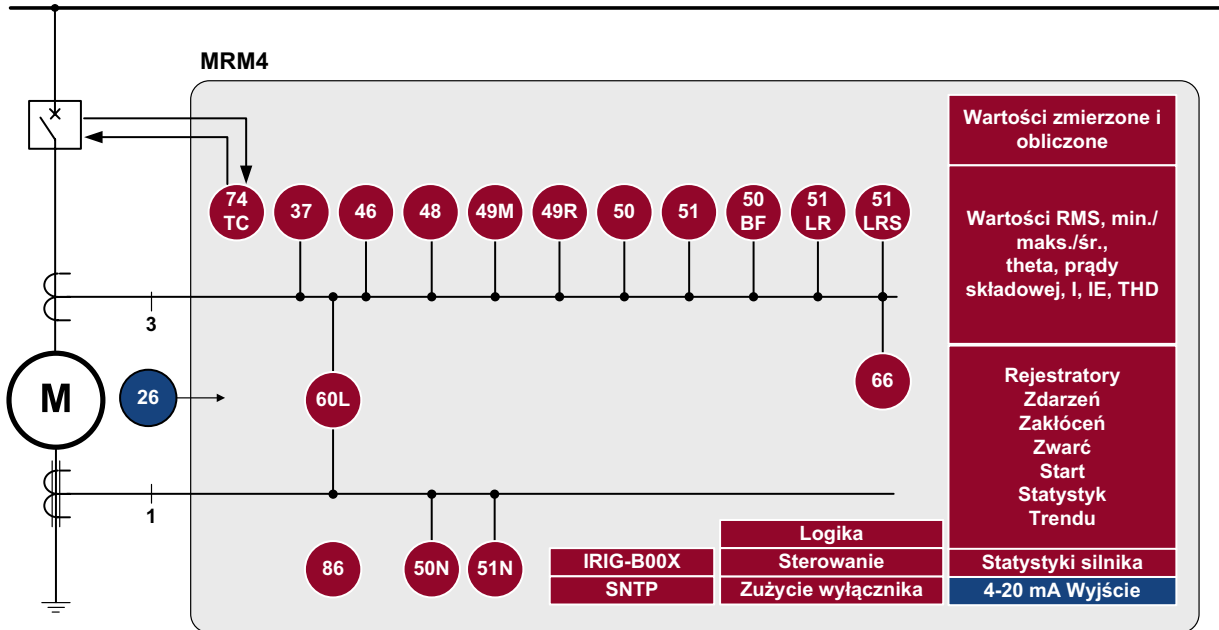 MRM4
74
TC
37
46
48
49M
49R
50
51
50
BF
51
LR
51
LRS
3
M
26
60L
66
1
86
50N
51N
Wartości zmierzone i
obliczone
Wartości RMS, min./
maks./śr.,
theta, prądy
składowej, I, IE, THD
Rejestratory
Zdarzeń
Zakłóceń
Zwarć
Start
Statystyk
Trendu
Logika
IRIG-B00X
Sterowanie
Statystyki silnika
SNTP
Zużycie wyłącznika
4-20 mA Wyjście